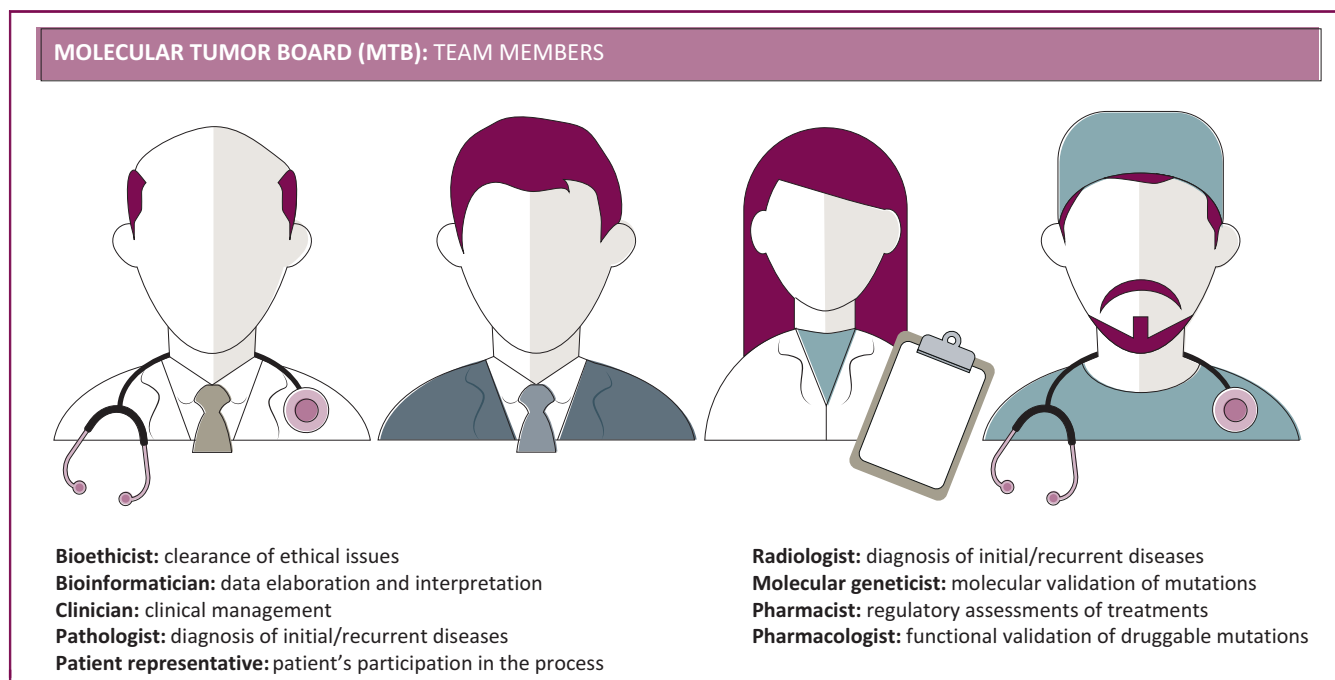 MOLECULAR TUMOR BOARD (MTB): TEAM MEMBERS
Bioethicist: clearance of ethical issues
Bioinformatician: data elaboration and interpretation
Clinician: clinical management
Pathologist: diagnosis of initial/recurrent diseases
Patient representative: patient’s participation in the process
Radiologist: diagnosis of initial/recurrent diseases
Molecular geneticist: molecular validation of mutations
Pharmacist: regulatory assessments of treatments
Pharmacologist: functional validation of druggable mutations